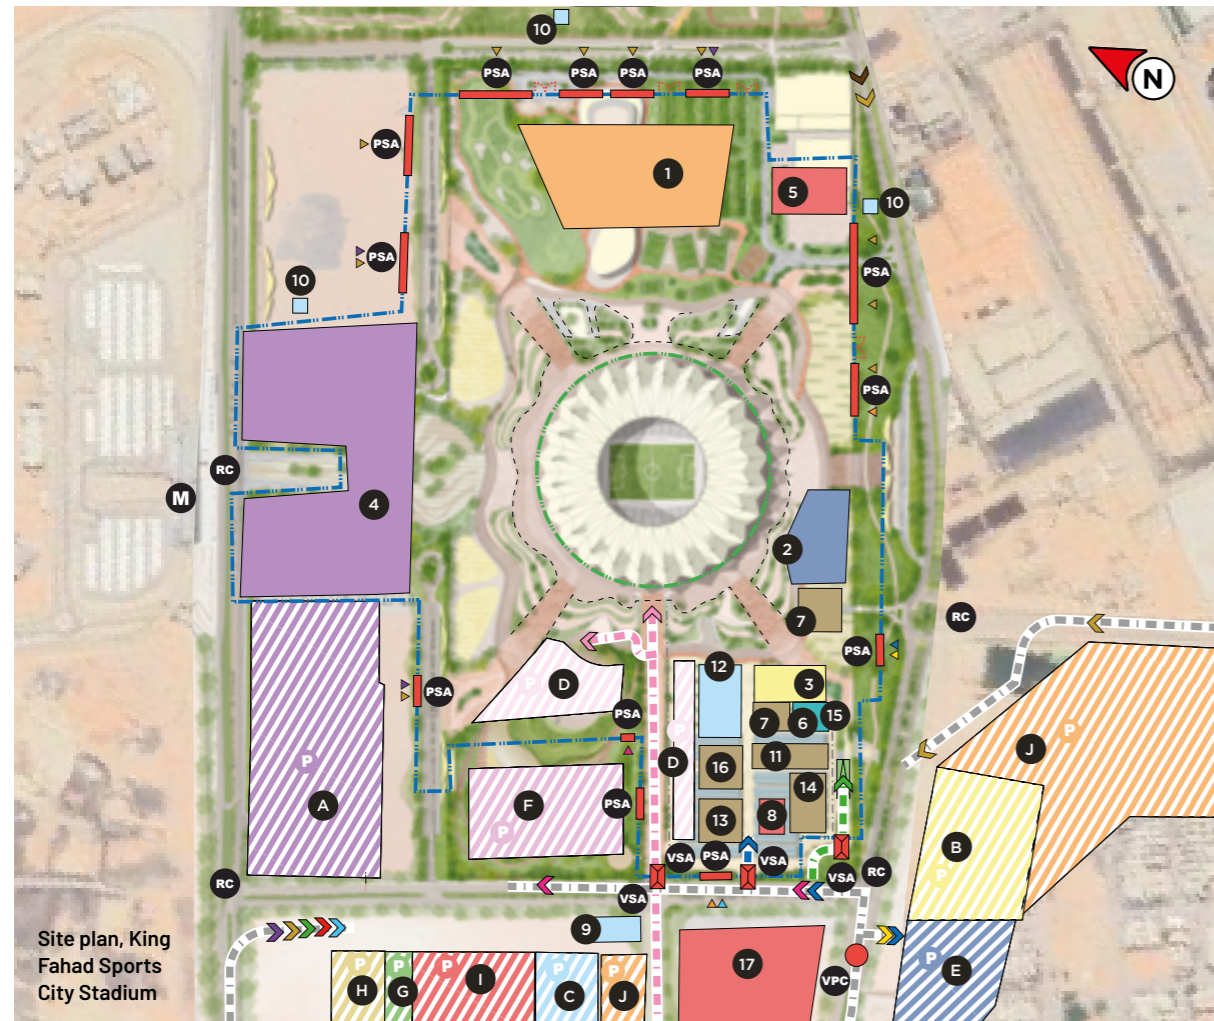 10
N
PSA
PSA
PSA
PSA
PSA
1
5
10
PSA
10
PSA
PSA
RC
M
4
2
7
RC
PSA
12
3
D
PSA
PSA
7
6
15
P
P
P
J
D
11
16
14
P
A
F
PSA
13
8
P
B
P
VSA
PSA
VSA
VSA
RC
RC
VSA
9
Site plan, King
Fahad Sports
City Stadium
P
P
P
P
P
17
P
E
H
G
I
C
J
VPC